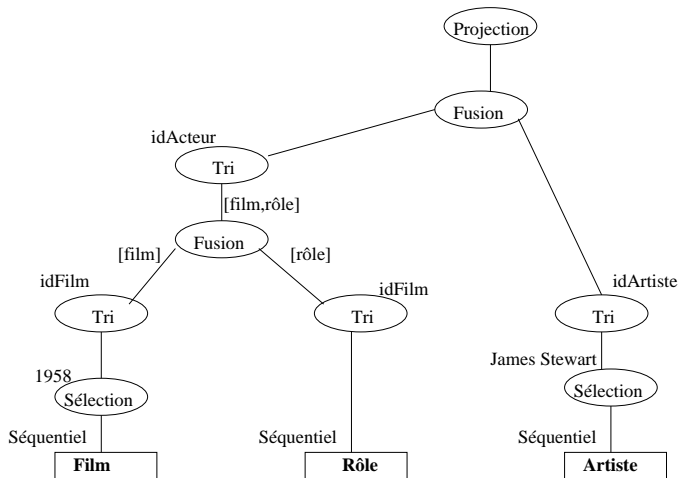 Projection
Fusion
idActeur
Tri
[film,rôle]
Fusion
[film]
[rôle]
idFilm
idFilm
idArtiste
Tri
Tri
Tri
James Stewart
1958
Sélection
Sélection
Séquentiel
Séquentiel
Séquentiel
Film
Rôle
Artiste